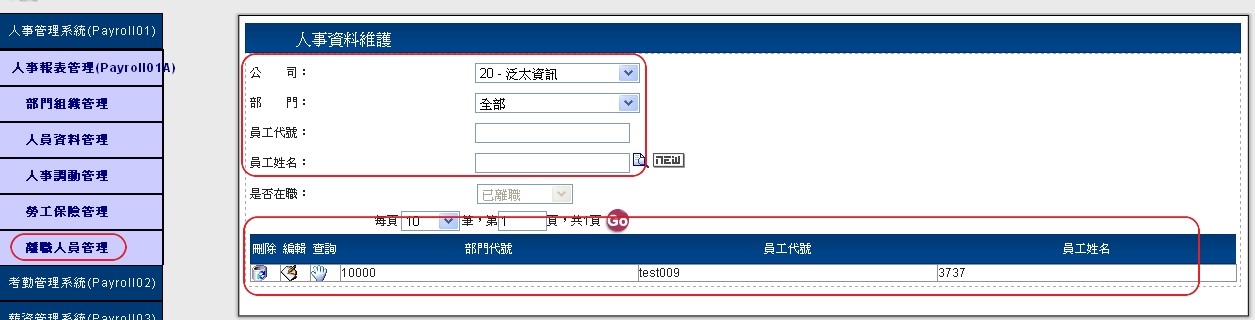 人事管理系統(Payroll01)
人事報表管理(Payroll01A)
部門組織管理
人員資料管理
人事調動管理
勞工保險管理
離職人員管理
考勤管理系統(Payroll02)
薪資管理系統(Payroll03)
人事資料維護
公 司：
20 - 泛太資訊
部 門：
全部
員工代號：
員工姓名：
NEW
是否在職：
已離職
每頁 10 筆，第 1 頁，共1頁 Go
刪除 編輯 查詢 部門代號 員工代號 員工姓名
10000 test009 3737